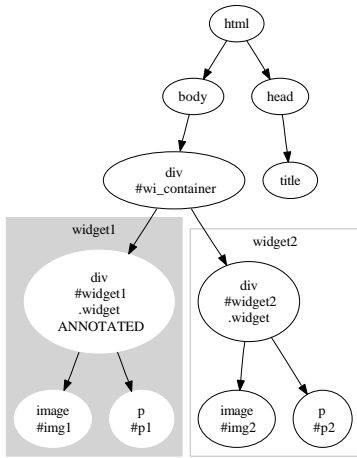 html
body
head
div
#wi_container
title
widget1
widget2
div
#widget1
.widget
ANNOTATED
div
#widget2
.widget
image
#img1
p
#p1
image
#img2
p
#p2